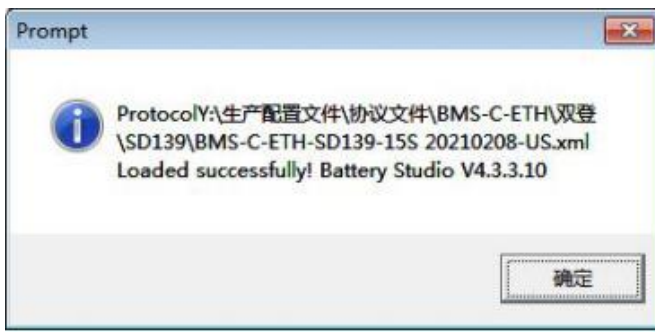 Prompt
ProtocolY:\生产配置文件\协议文件\BMS-C-ETH\双登
\SD139\BMS-C-ETH-SD139-15S 20210208-US.xml
Loaded successfully! Battery Studio V4.3.3.10
确定